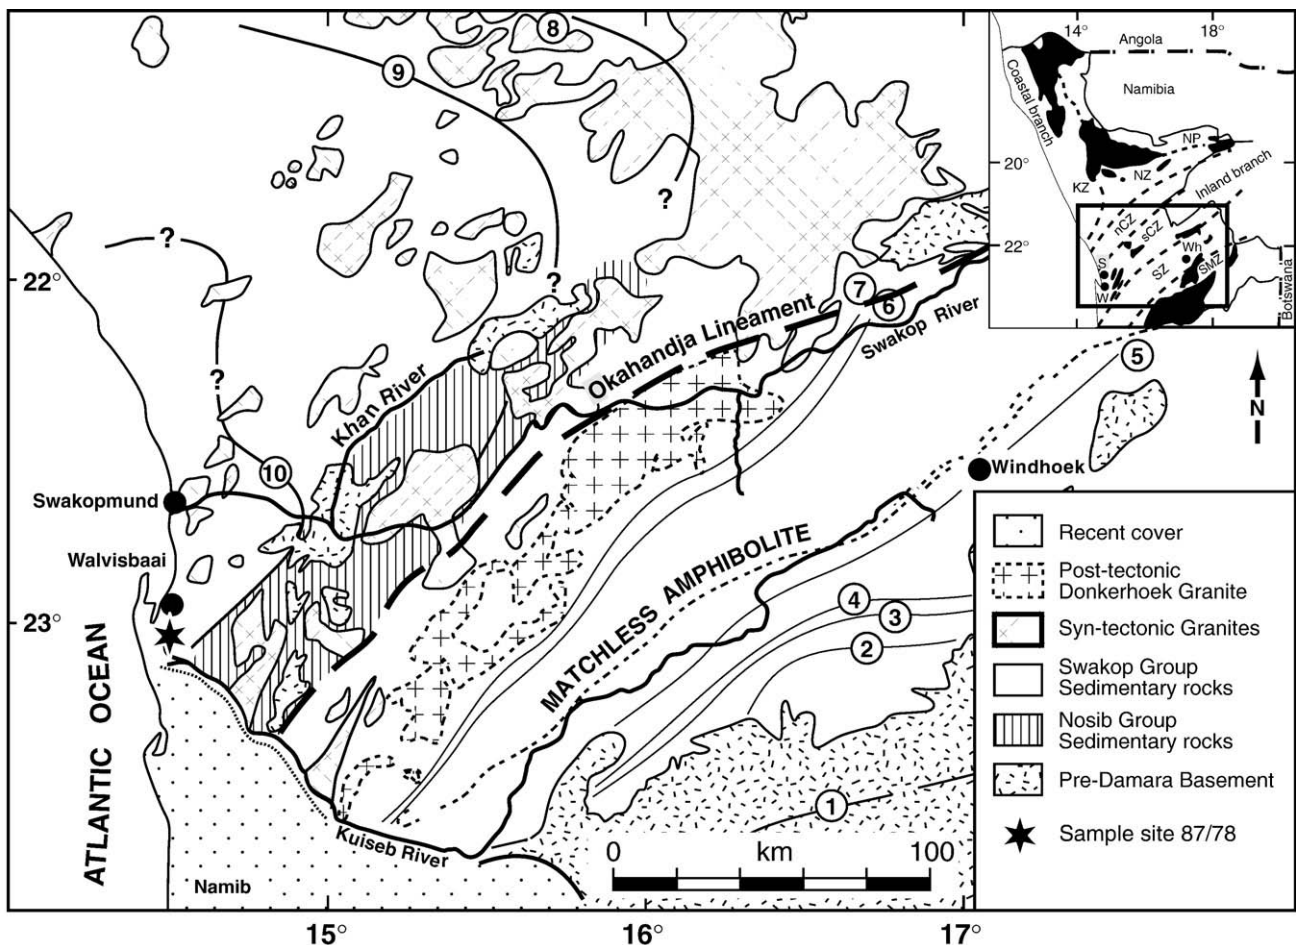 8
9
14°
18°
Angola
Coastal branch
Namibia
NP
20°
KZ
NZ
Inland branch
nCZ
sCZ
22°
Wh
S
SZ
SMZ
W
Botswana
?
?
?
22°
7
6
Okahandja Lineament
Swakop River
5
N
?
Khan River
10
Swakopmund
Windhoek
Walvisbaai
23°
MATCHLESS AMPHIBOLITE
4
3
2
ATLANTIC OCEAN
1
Kuiseb River
Namib
0
km
100
Recent cover
Post-tectonic
Donkerhoek Granite
Syn-tectonic Granites
Swakop Group
Sedimentary rocks
Nosib Group
Sedimentary rocks
Pre-Damara Basement
Sample site 87/78
15°
16°
17°